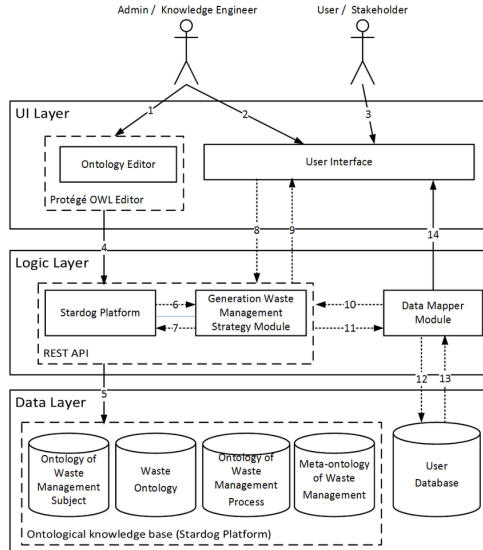 Admin / Knowledge Engineer
User / Stakeholder
1
2
3
UI Layer
Ontology Editor
Protégé OWL Editor
User Interface
4
8
9
14
Logic Layer
Stardog Platform
6
7
Generation Waste
Management
Strategy Module
REST API
10
11
Data Mapper
Module
5
12
13
Data Layer
Ontology of
Waste
Management
Subject
Waste
Ontology
Ontology of
Waste
Management
Process
Meta-ontology
of Waste
Management
User
Database
Ontological knowledge base (Stardog Platform)